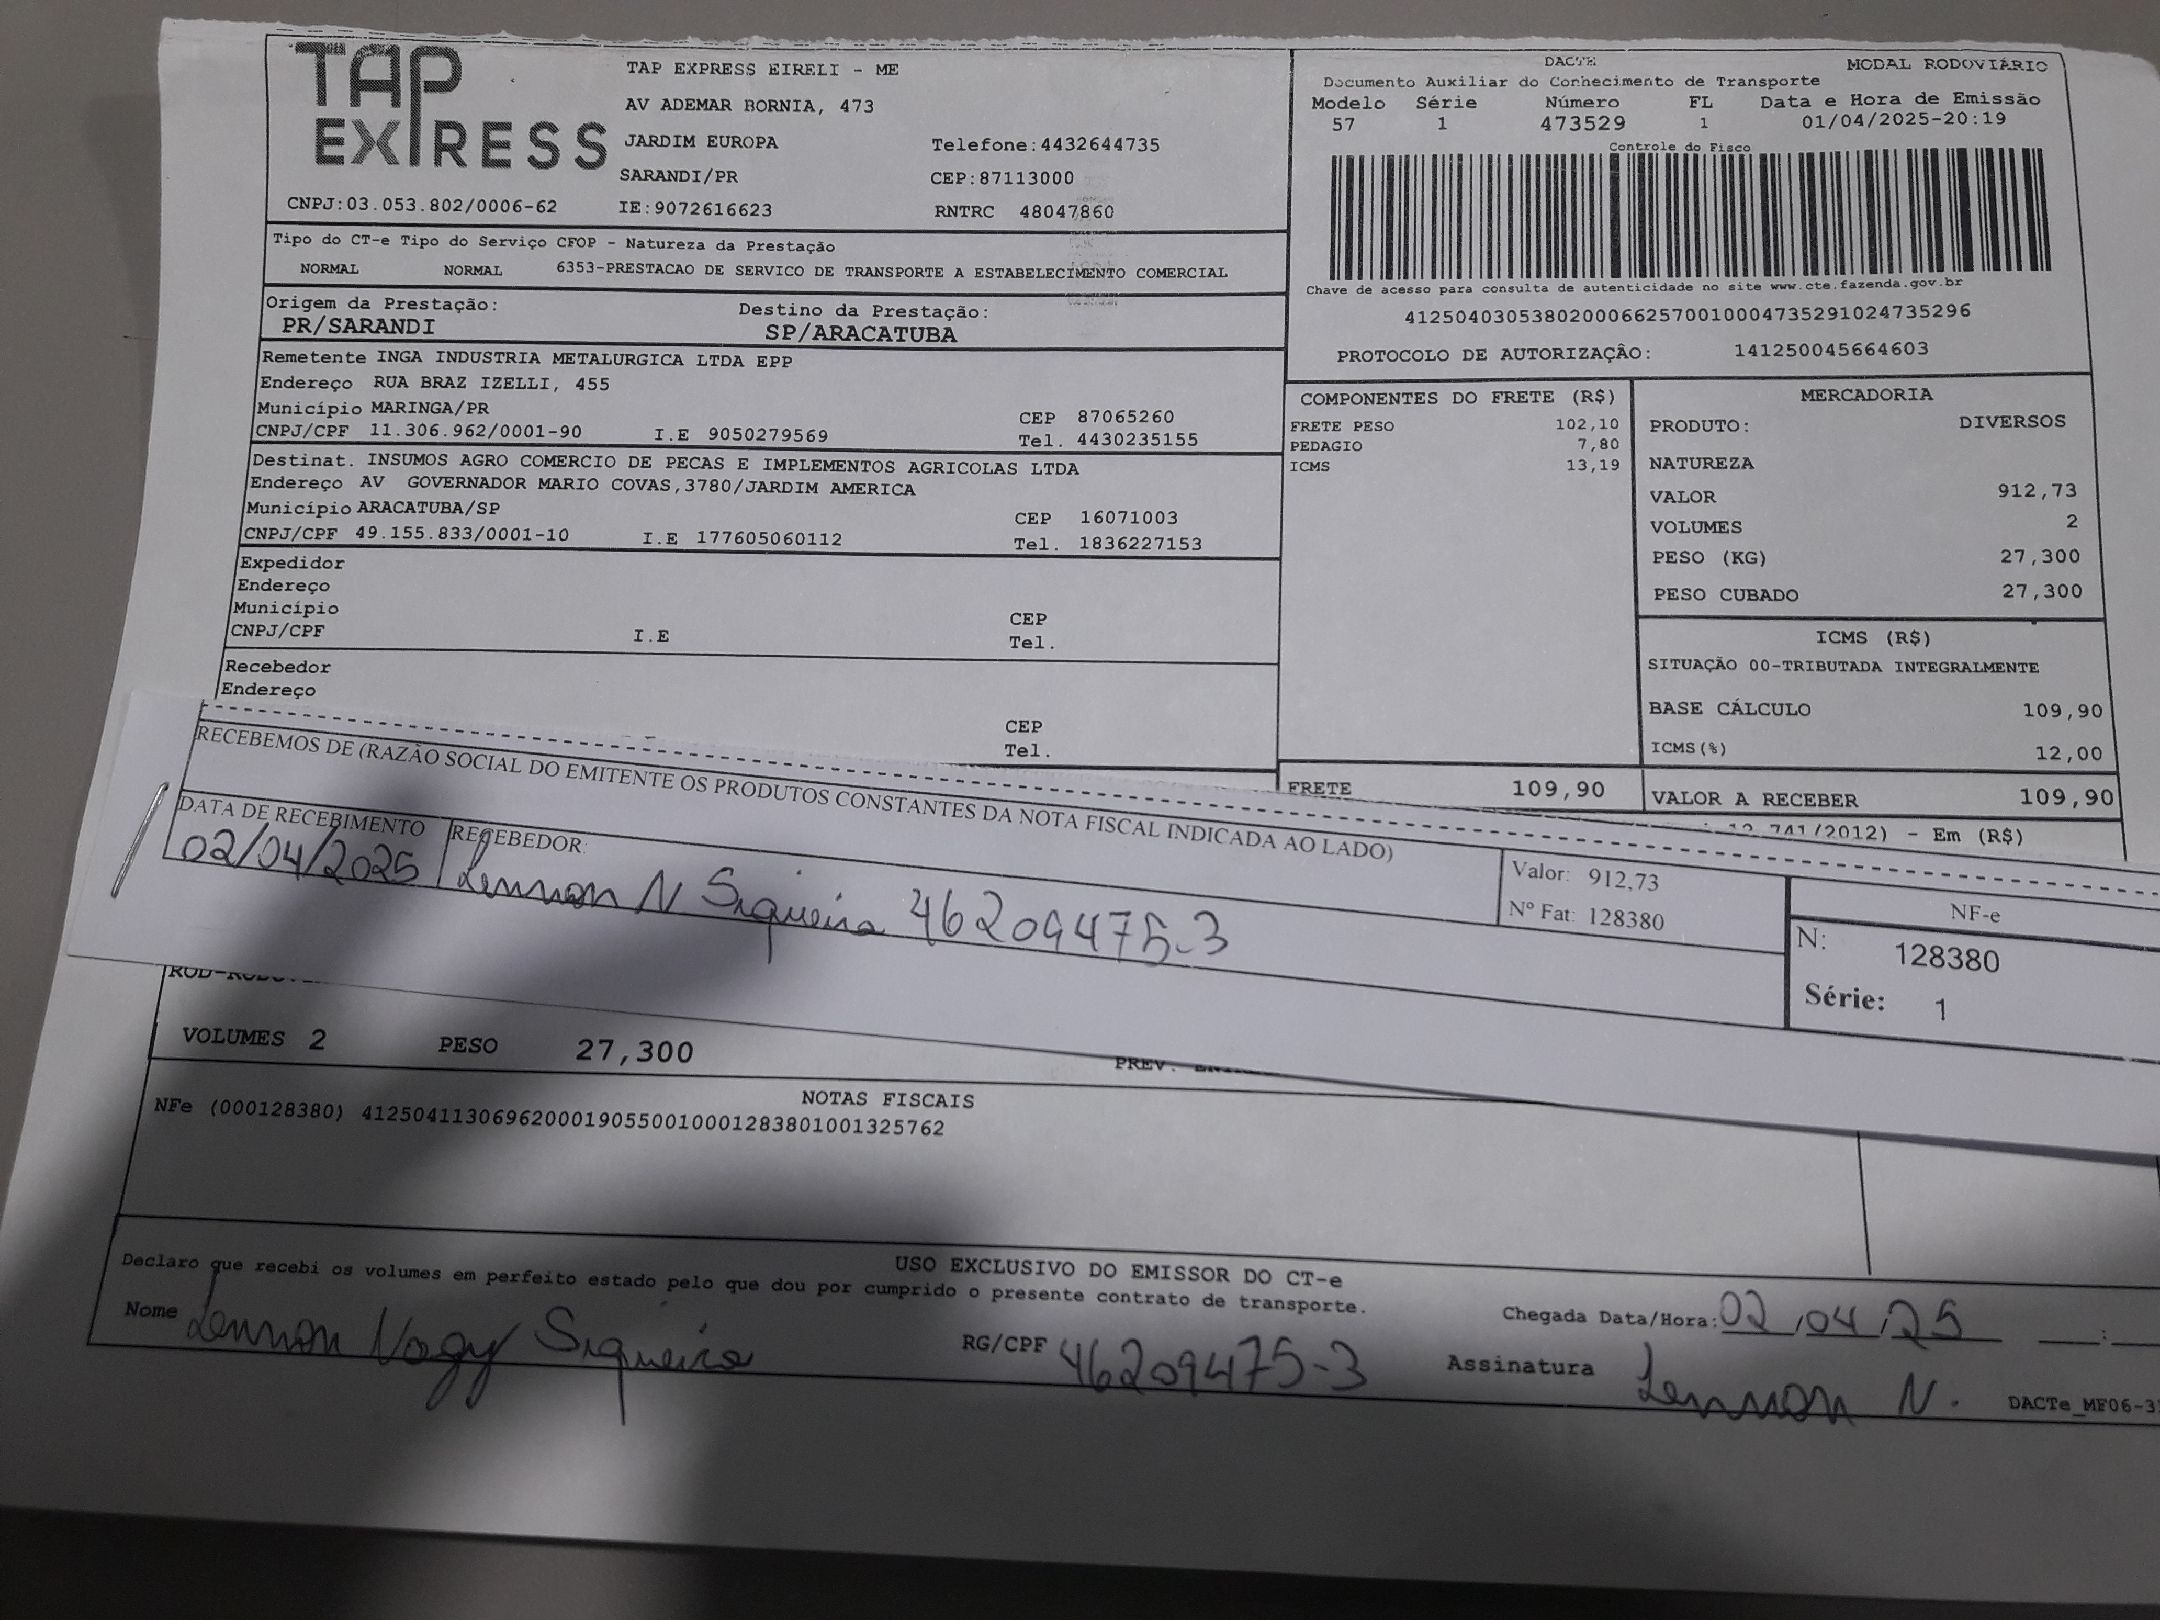 TAP EXPRESS
TAP EXPRESS EIRELI - ME
AV ADEMAR BORNIA, 473
JARDIM EUROPA Telefone:4432644735
SARANDI/PR CEP:87113000
CNPJ:03.053.802/0006-62 IE:9072616623 RNTRC 48047860
DACTE MODAL RODOVIÁRIO
Documento Auxiliar do Conhecimento de Transporte
Modelo Série Número FL Data e Hora de Emissão
57 1 473529 1 01/04/2025-20:19
Controle do Fisco
Chave de acesso para consulta de autenticidade no site www.cte.fazenda.gov.br
41250403053802000662570010004735291024735296
PROTOCOLO DE AUTORIZAÇÃO: 141250045664603
Tipo do CT-e Tipo do Serviço CFOP - Natureza da Prestação
NORMAL NORMAL 6353-PRESTACAO DE SERVICO DE TRANSPORTE A ESTABELECIMENTO COMERCIAL
Origem da Prestação: Destino da Prestação:
PR/SARANDI SP/ARACATUBA
Remetente INGA INDUSTRIA METALURGICA LTDA EPP
Endereço RUA BRAZ IZELLI, 455
Município MARINGA/PR CEP 87065260
CNPJ/CPF 11.306.962/0001-90 I.E 9050279569 Tel. 4430235155
Destinat. INSUMOS AGRO COMERCIO DE PECAS E IMPLEMENTOS AGRICOLAS LTDA
Endereço AV GOVERNADOR MARIO COVAS,3780/JARDIM AMERICA
Município ARACATUBA/SP CEP 16071003
CNPJ/CPF 49.155.833/0001-10 I.E 177605060112 Tel. 1836227153
Expedidor
Endereço
Município CEP
CNPJ/CPF I.E Tel.
Recebedor
Endereço
CEP
Tel.
COMPONENTES DO FRETE (R$)
FRETE PESO 102,10
PEDAGIO 7,80
ICMS 13,19
FRETE 109,90
MERCADORIA
PRODUTO: DIVERSOS
NATUREZA
VALOR 912,73
VOLUMES 2
PESO (KG) 27,300
PESO CUBADO 27,300
ICMS (R$)
SITUAÇÃO 00-TRIBUTADA INTEGRALMENTE
BASE CÁLCULO 109,90
ICMS(%) 12,00
VALOR A RECEBER 109,90
12.741/2012) - Em (R$)
RECEBEMOS DE (RAZÃO SOCIAL DO EMITENTE OS PRODUTOS CONSTANTES DA NOTA FISCAL INDICADA AO LADO)
DATA DE RECEBIMENTO RECEBEDOR:
02/04/2025 Lennon N Siqueira 46209475-3
Valor: 912,73
Nº Fat: 128380
NF-e
N: 128380
Série: 1
VOLUMES 2 PESO 27,300 PREV.
NOTAS FISCAIS
NFe (000128380) 41250411306962000190550010001283801001325762
USO EXCLUSIVO DO EMISSOR DO CT-e
Declaro que recebi os volumes em perfeito estado pelo que dou por cumprido o presente contrato de transporte.
Nome Lennon Nogy Siqueira RG/CPF 46209475-3
Chegada Data/Hora: 02/04/25 __:__
Assinatura Lennon N.
DACTe_MF06-3